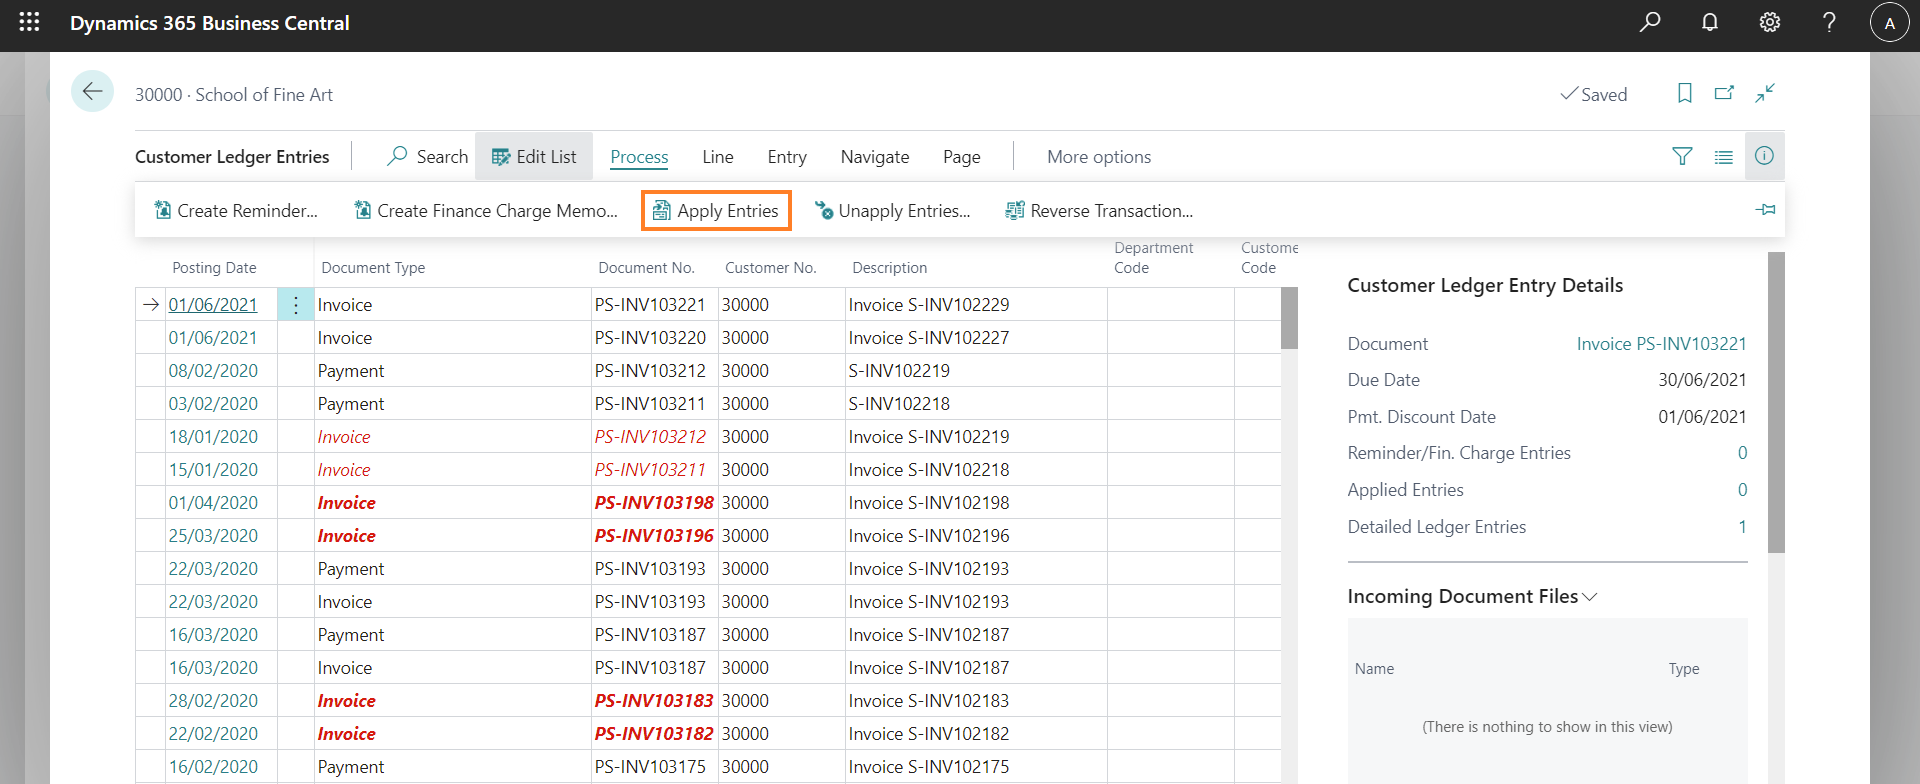 Dynamics 365 Business Central
A
30000 · School of Fine Art
Saved
Customer Ledger Entries Search Edit List Process Line Entry Navigate Page More options
Create Reminder... Create Finance Charge Memo... Apply Entries Unapply Entries... Reverse Transaction...
Posting Date Document Type Document No. Customer No. Description Department Code Custome Code
01/06/2021 Invoice PS-INV103221 30000 Invoice S-INV102229
01/06/2021 Invoice PS-INV103220 30000 Invoice S-INV102227
08/02/2020 Payment PS-INV103212 30000 S-INV102219
03/02/2020 Payment PS-INV103211 30000 S-INV102218
18/01/2020 Invoice PS-INV103212 30000 Invoice S-INV102219
15/01/2020 Invoice PS-INV103211 30000 Invoice S-INV102218
01/04/2020 Invoice PS-INV103198 30000 Invoice S-INV102198
25/03/2020 Invoice PS-INV103196 30000 Invoice S-INV102196
22/03/2020 Payment PS-INV103193 30000 Invoice S-INV102193
22/03/2020 Invoice PS-INV103193 30000 Invoice S-INV102193
16/03/2020 Payment PS-INV103187 30000 Invoice S-INV102187
16/03/2020 Invoice PS-INV103187 30000 Invoice S-INV102187
28/02/2020 Invoice PS-INV103183 30000 Invoice S-INV102183
22/02/2020 Invoice PS-INV103182 30000 Invoice S-INV102182
16/02/2020 Payment PS-INV103175 30000 Invoice S-INV102175
Customer Ledger Entry Details
Document Invoice PS-INV103221
Due Date 30/06/2021
Pmt. Discount Date 01/06/2021
Reminder/Fin. Charge Entries 0
Applied Entries 0
Detailed Ledger Entries 1
Incoming Document Files
Name Type
(There is nothing to show in this view)